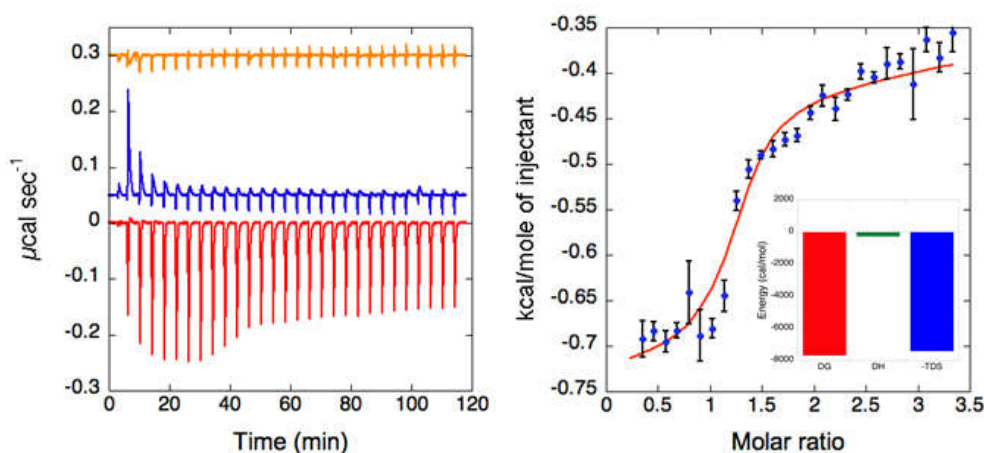 0.3
0.2
0.1
0
-0.1
-0.2
-0.3
µcal sec⁻¹
0 20 40 60 80 100 120
Time (min)
-0.35
-0.4
-0.45
-0.5
-0.55
-0.6
-0.65
-0.7
-0.75
kcal/mole of injectant
0 0.5 1 1.5 2 2.5 3 3.5
Molar ratio
2000
0
-2000
-4000
-6000
-8000
Energy (cal/mol)
DG DH -TDS